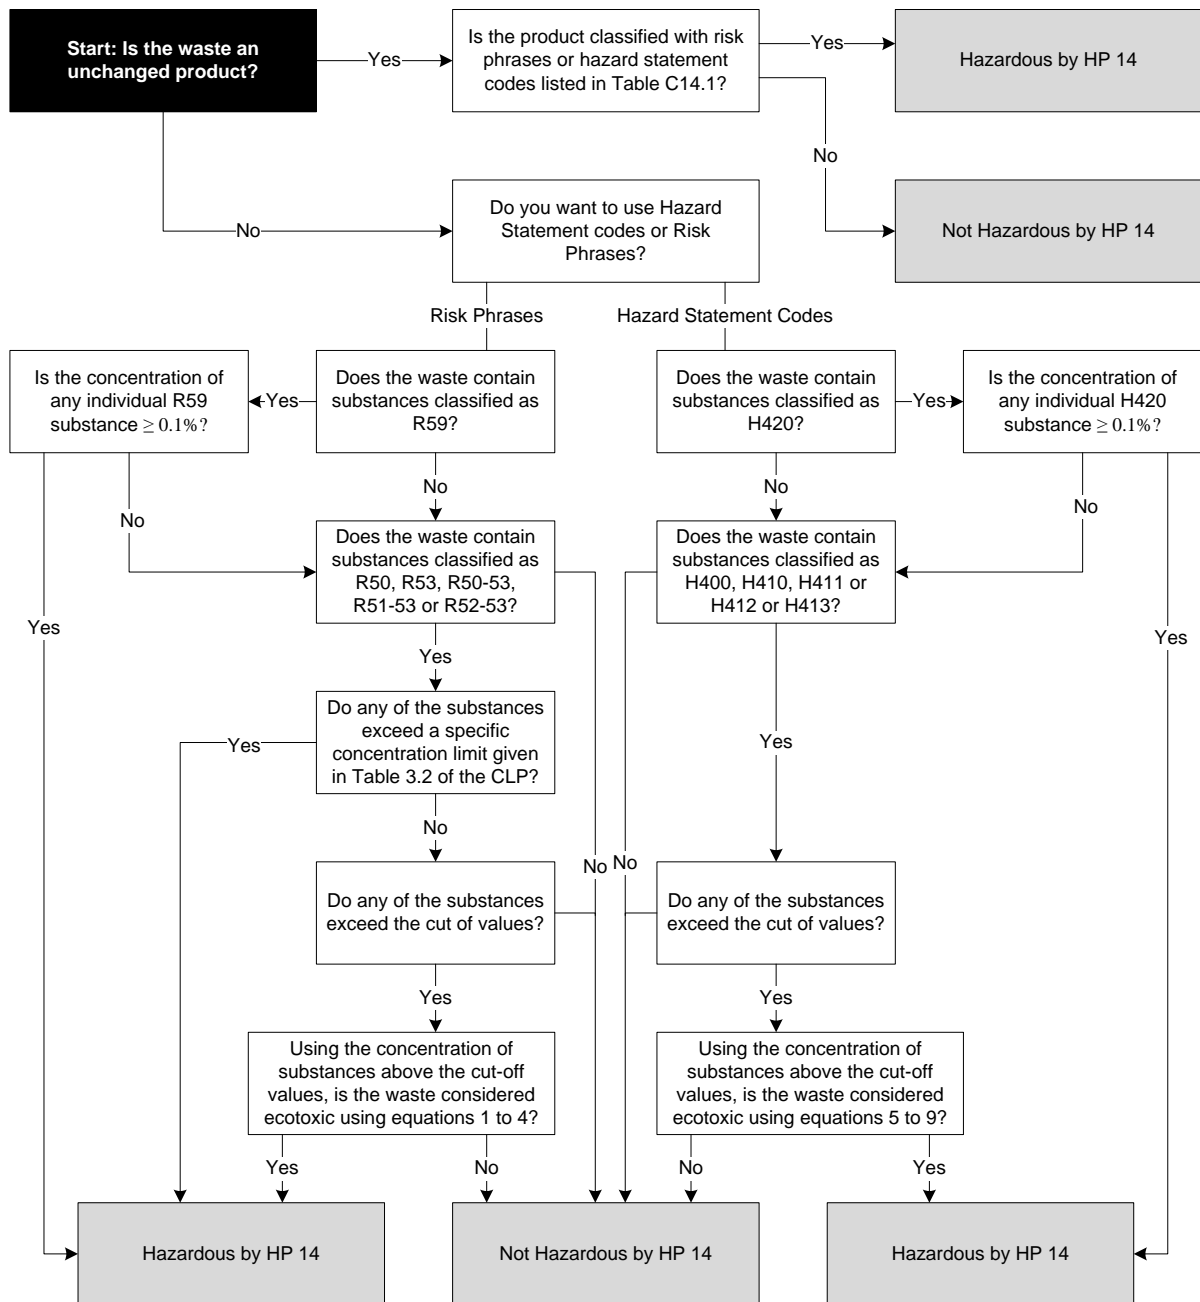 Start: Is the waste an
unchanged product?
Yes
Is the product classified with risk
phrases or hazard statement
codes listed in Table C14.1?
Yes
Hazardous by HP 14
No
Not Hazardous by HP 14
No
Do you want to use Hazard
Statement codes or Risk
Phrases?
Risk Phrases
Hazard Statement Codes
Is the concentration of
any individual R59
substance ≥ 0.1%?
Yes
Does the waste contain
substances classified as
R59?
Does the waste contain
substances classified as
H420?
Yes
Is the concentration of
any individual H420
substance ≥ 0.1%?
No
No
No
No
Does the waste contain
substances classified as
R50, R53, R50-53,
R51-53 or R52-53?
Does the waste contain
substances classified as
H400, H410, H411 or
H412 or H413?
Yes
Yes
Yes
Do any of the substances
exceed a specific
concentration limit given
in Table 3.2 of the CLP?
Yes
Yes
No
No
No
Do any of the substances
exceed the cut of values?
Do any of the substances
exceed the cut of values?
Yes
Yes
Using the concentration of
substances above the cut-off
values, is the waste considered
ecotoxic using equations 1 to 4?
Using the concentration of
substances above the cut-off
values, is the waste considered
ecotoxic using equations 5 to 9?
Yes
No
No
Yes
Hazardous by HP 14
Not Hazardous by HP 14
Hazardous by HP 14